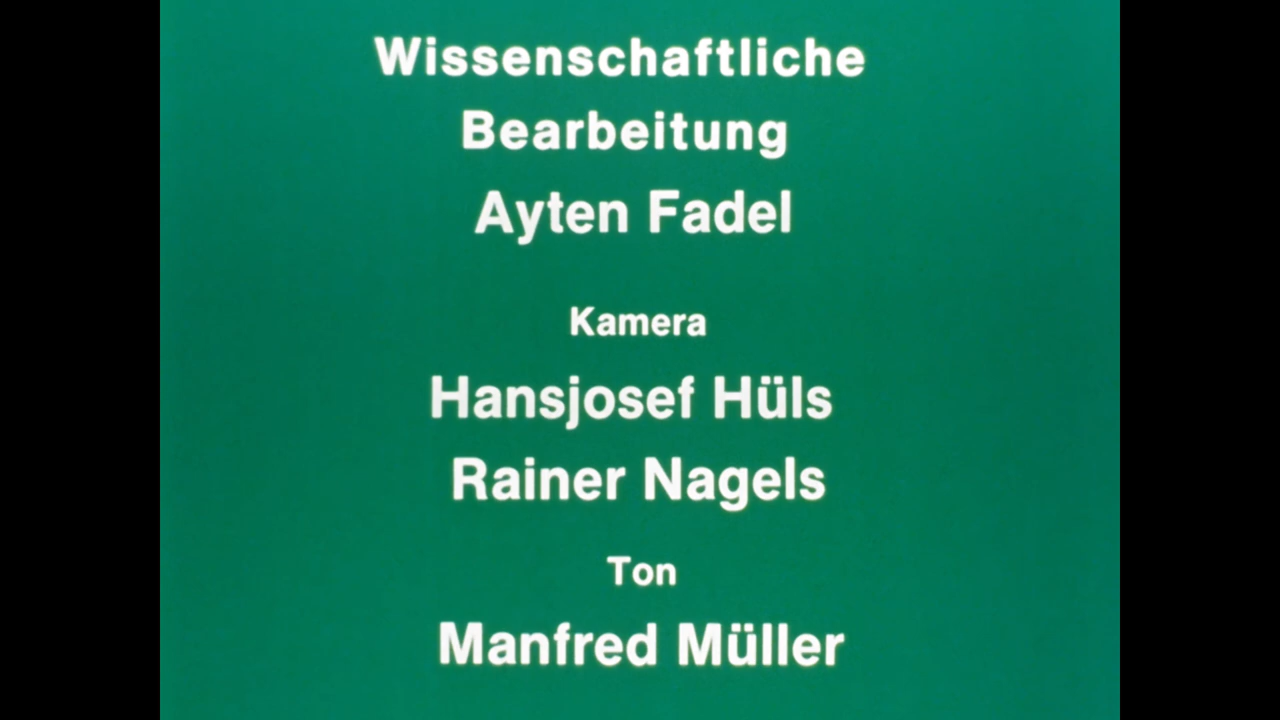 Wissenschaftliche
Bearbeitung
Ayten Fadel
Kamera
Hansjosef Hüls
Rainer Nagels
Ton
Manfred Müller